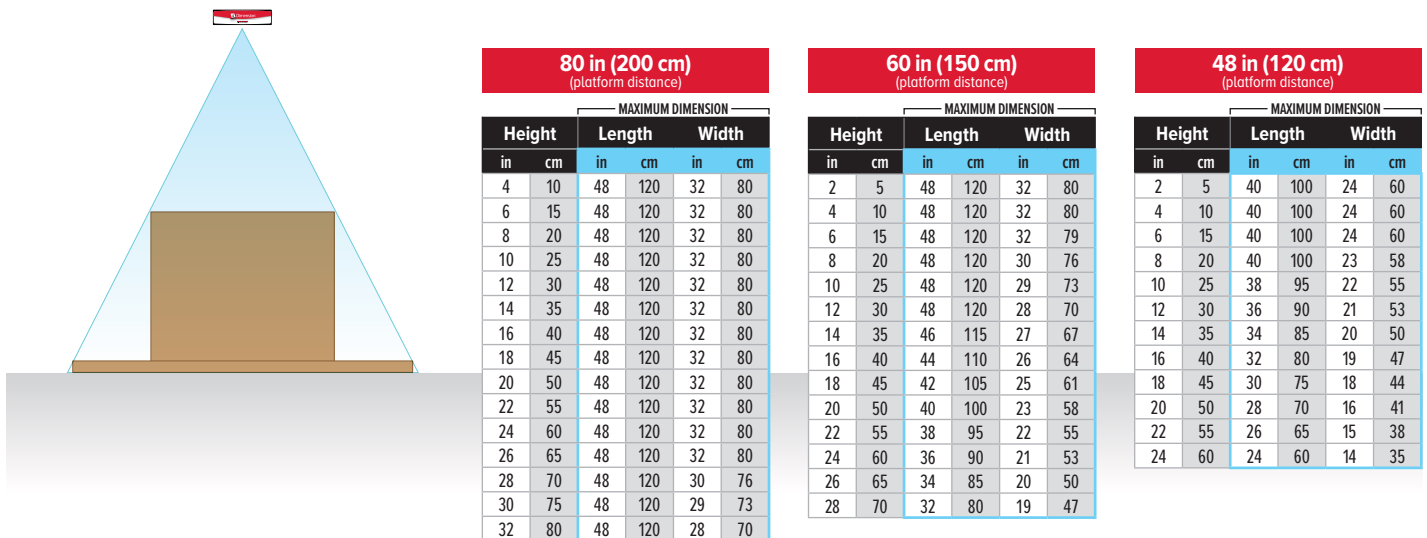 80 in (200 cm)
(platform distance)
MAXIMUM DIMENSION
Height Length Width
in cm in cm in cm
4 10 48 120 32 80
6 15 48 120 32 80
8 20 48 120 32 80
10 25 48 120 32 80
12 30 48 120 32 80
14 35 48 120 32 80
16 40 48 120 32 80
18 45 48 120 32 80
20 50 48 120 32 80
22 55 48 120 32 80
24 60 48 120 32 80
26 65 48 120 32 80
28 70 48 120 30 76
30 75 48 120 29 73
32 80 48 120 28 70
60 in (150 cm)
(platform distance)
MAXIMUM DIMENSION
Height Length Width
in cm in cm in cm
2 5 48 120 32 80
4 10 48 120 32 80
6 15 48 120 32 79
8 20 48 120 30 76
10 25 48 120 29 73
12 30 48 120 28 70
14 35 46 115 27 67
16 40 44 110 26 64
18 45 42 105 25 61
20 50 40 100 23 58
22 55 38 95 22 55
24 60 36 90 21 53
26 65 34 85 20 50
28 70 32 80 19 47
48 in (120 cm)
(platform distance)
MAXIMUM DIMENSION
Height Length Width
in cm in cm in cm
2 5 40 100 24 60
4 10 40 100 24 60
6 15 40 100 24 60
8 20 40 100 23 58
10 25 38 95 22 55
12 30 36 90 21 53
14 35 34 85 20 50
16 40 32 80 19 47
18 45 30 75 18 44
20 50 28 70 16 41
22 55 26 65 15 38
24 60 24 60 14 35